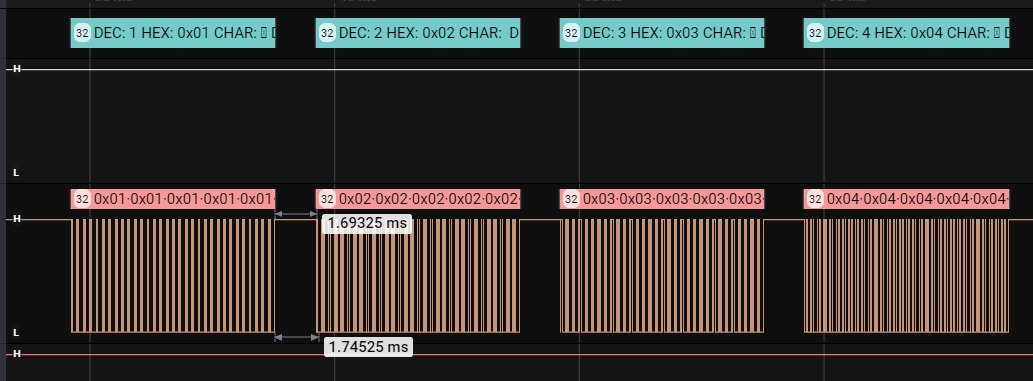 32 DEC: 1 HEX: 0x01 CHAR: 32 DEC: 2 HEX: 0x02 CHAR: D 32 DEC: 3 HEX: 0x03 CHAR: 32 DEC: 4 HEX: 0x04 CHAR:
H
L
32 0x01·0x01·0x01·0x01·0x01· 32 0x02·0x02·0x02·0x02·0x02· 32 0x03·0x03·0x03·0x03·0x03· 32 0x04·0x04·0x04·0x04·0x04·
H
1.69325 ms
L
1.74525 ms
H